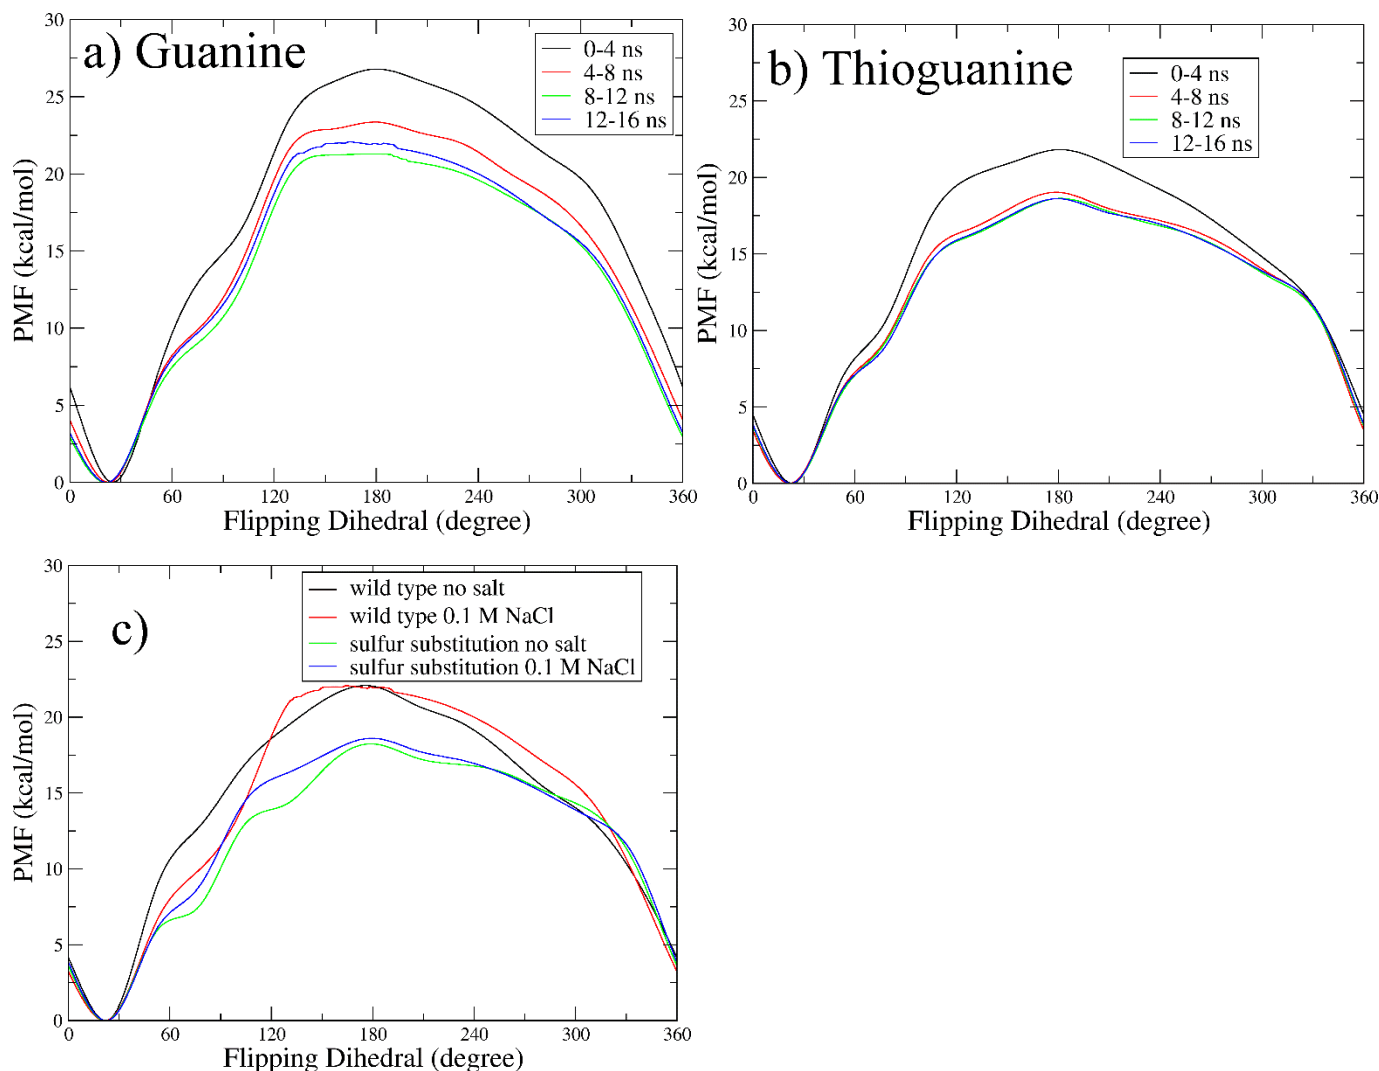 a) Guanine
0-4 ns
4-8 ns
8-12 ns
12-16 ns
PMF (kcal/mol)
30
25
20
15
10
5
0
0 60 120 180 240 300 360
Flipping Dihedral (degree)
b) Thioguanine
0-4 ns
4-8 ns
8-12 ns
12-16 ns
PMF (kcal/mol)
30
25
20
15
10
5
0
0 60 120 180 240 300 360
Flipping Dihedral (degree)
c)
wild type no salt
wild type 0.1 M NaCl
sulfur substitution no salt
sulfur substitution 0.1 M NaCl
PMF (kcal/mol)
30
25
20
15
10
5
0
0 60 120 180 240 300 360
Flipping Dihedral (degree)